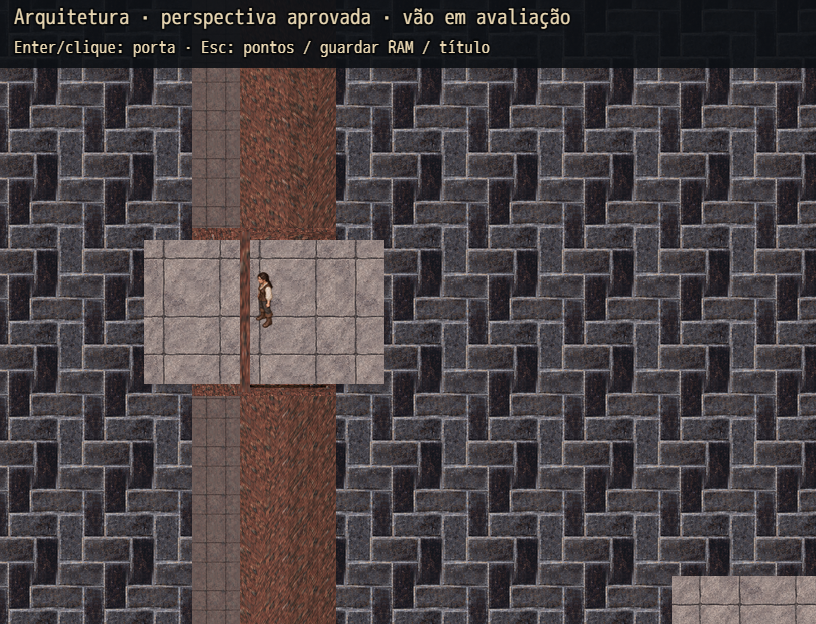 Arquitetura · perspectiva aprovada · vão em avaliação
Enter/clique: porta · Esc: pontos / guardar RAM / título